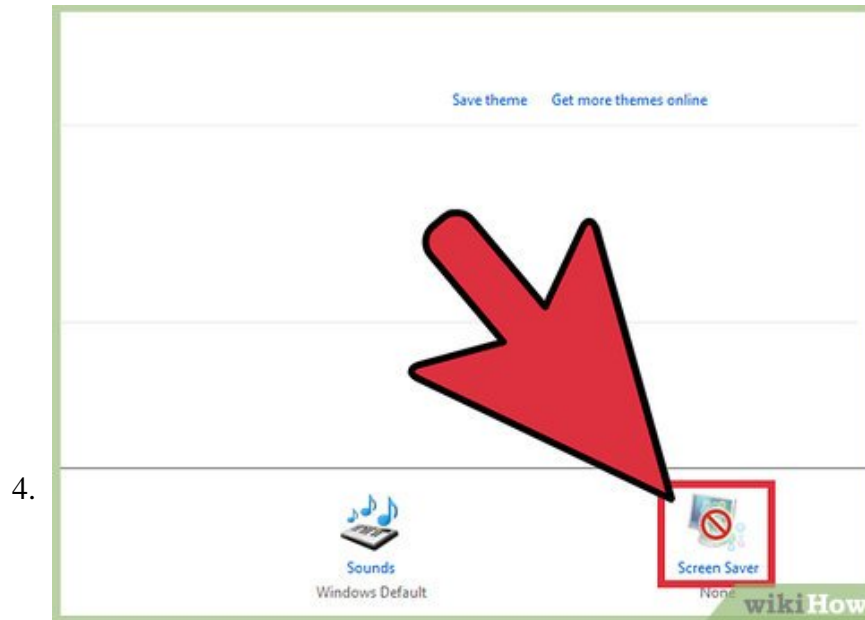 Save theme Get more themes online
4.
Sounds Screen Saver
Windows Default None
wikiHow